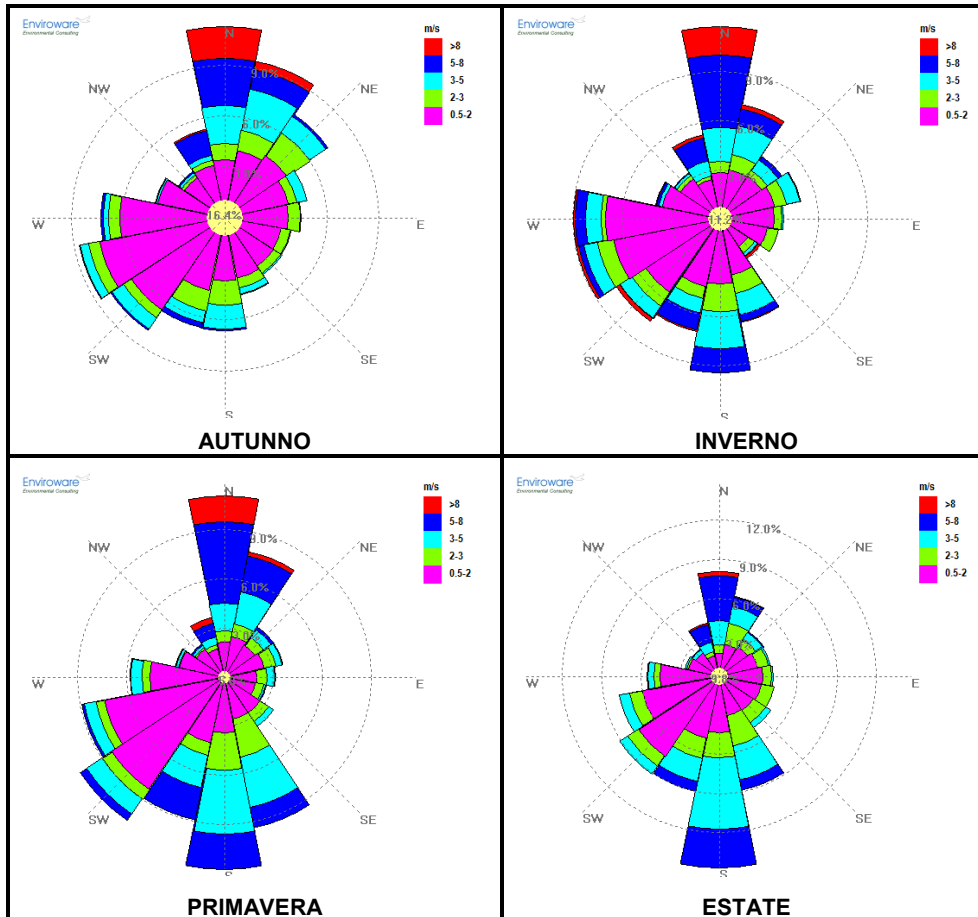 Enviroware
Environmental Consulting
m/s
>8
5-8
3-5
2-3
0.5-2
N
NE
E
SE
S
SW
W
NW
9.0%
6.0%
16.4%
AUTUNNO
Enviroware
Environmental Consulting
m/s
>8
5-8
3-5
2-3
0.5-2
N
NE
E
SE
S
SW
W
NW
9.0%
6.0%
INVERNO
Enviroware
Environmental Consulting
m/s
>8
5-8
3-5
2-3
0.5-2
N
NE
E
SE
S
SW
W
NW
9.0%
6.0%
3.0%
PRIMAVERA
Enviroware
Environmental Consulting
m/s
>8
5-8
3-5
2-3
0.5-2
N
NE
E
SE
S
SW
W
NW
12.0%
9.0%
6.0%
ESTATE